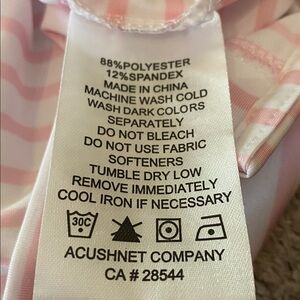 88%POLYESTER
12%SPANDEX
MADE IN CHINA
MACHINE WASH COLD
WASH DARK COLORS
SEPARATELY
DO NOT BLEACH
DO NOT USE FABRIC
SOFTENERS
TUMBLE DRY LOW
REMOVE IMMEDIATELY
COOL IRON IF NECESSARY
30C
ACUSHNET COMPANY
CA # 28544